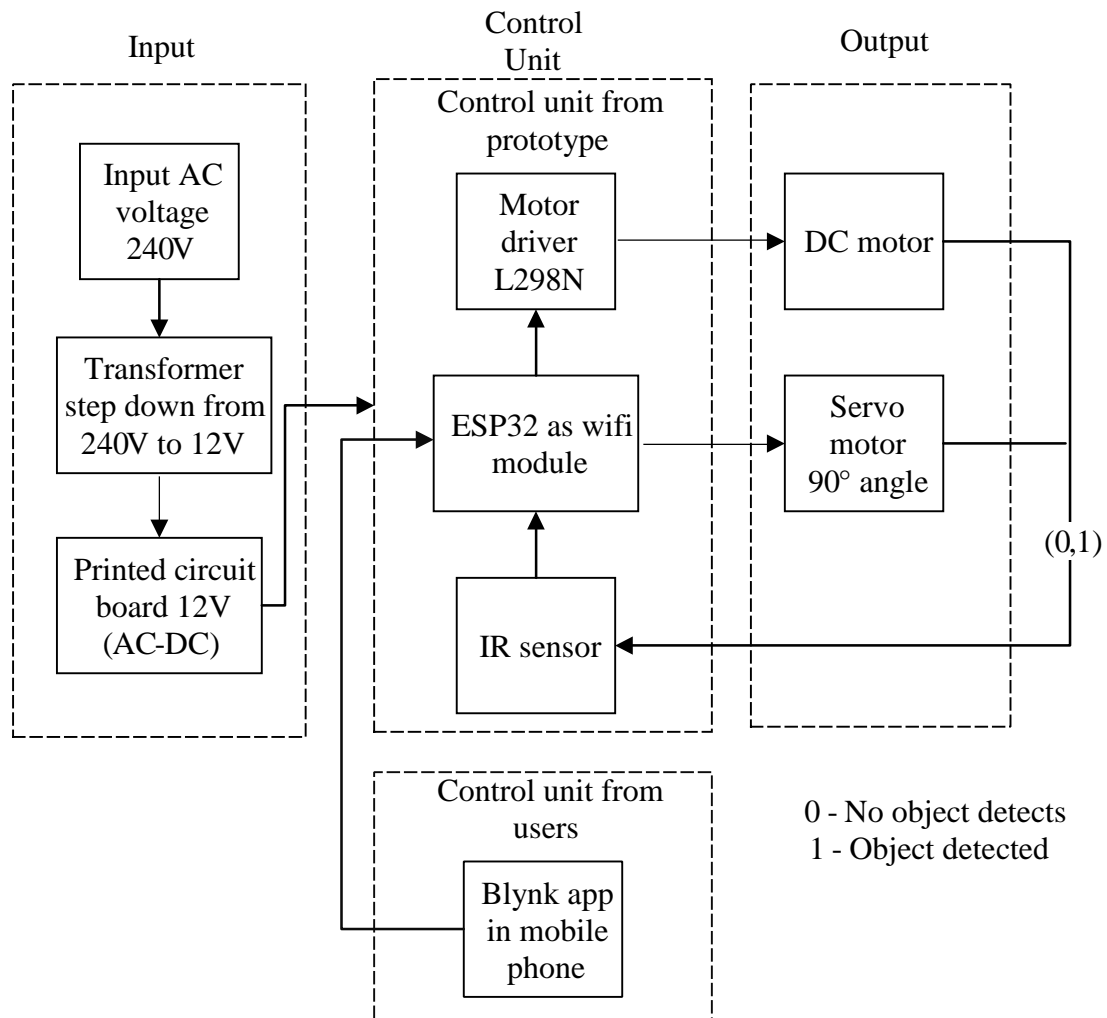 Input
Control
Unit
Output
Input AC
voltage
240V
Transformer
step down from
240V to 12V
Printed circuit
board 12V
(AC-DC)
Control unit from
prototype
Motor
driver
L298N
ESP32 as wifi
module
IR sensor
DC motor
Servo
motor
90° angle
(0,1)
Control unit from
users
Blynk app
in mobile
phone
0 - No object detects
1 - Object detected